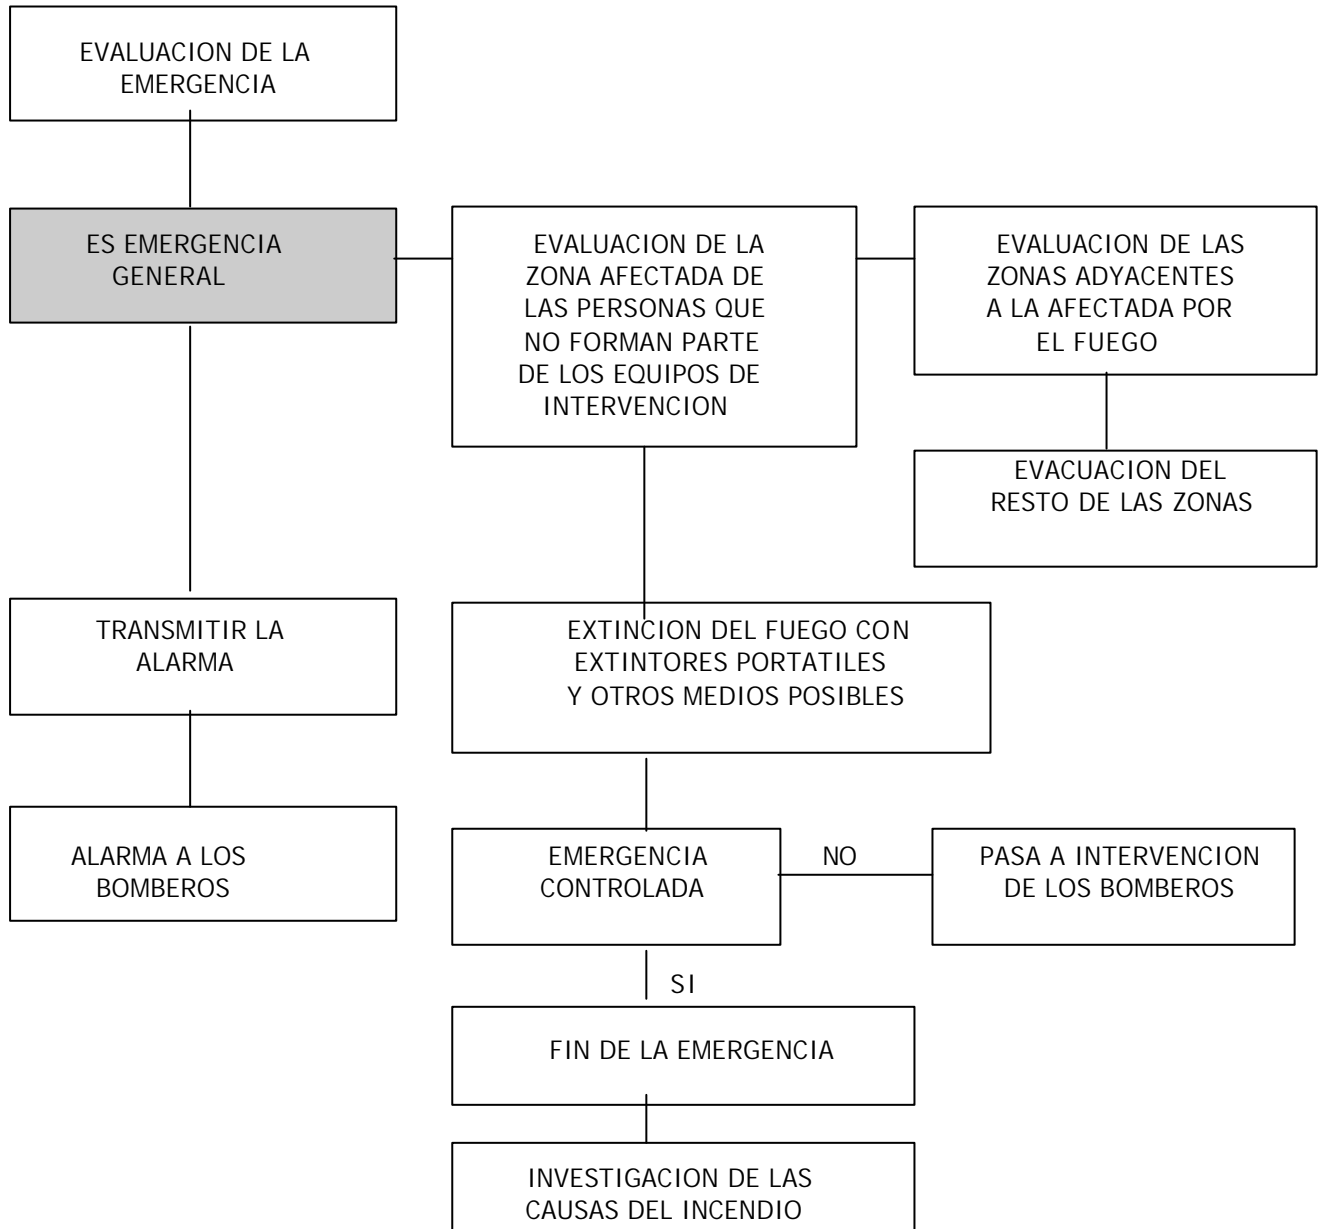 EVALUACION DE LA
EMERGENCIA
ES EMERGENCIA
GENERAL
EVALUACION DE LA
ZONA AFECTADA DE
LAS PERSONAS QUE
NO FORMAN PARTE
DE LOS EQUIPOS DE
INTERVENCION
EVALUACION DE LAS
ZONAS ADYACENTES
A LA AFECTADA POR
EL FUEGO
EVACUACION DEL
RESTO DE LAS ZONAS
TRANSMITIR LA
ALARMA
EXTINCION DEL FUEGO CON
EXTINTORES PORTATILES
Y OTROS MEDIOS POSIBLES
ALARMA A LOS
BOMBEROS
EMERGENCIA
CONTROLADA
NO
PASA A INTERVENCION
DE LOS BOMBEROS
SI
FIN DE LA EMERGENCIA
INVESTIGACION DE LAS
CAUSAS DEL INCENDIO